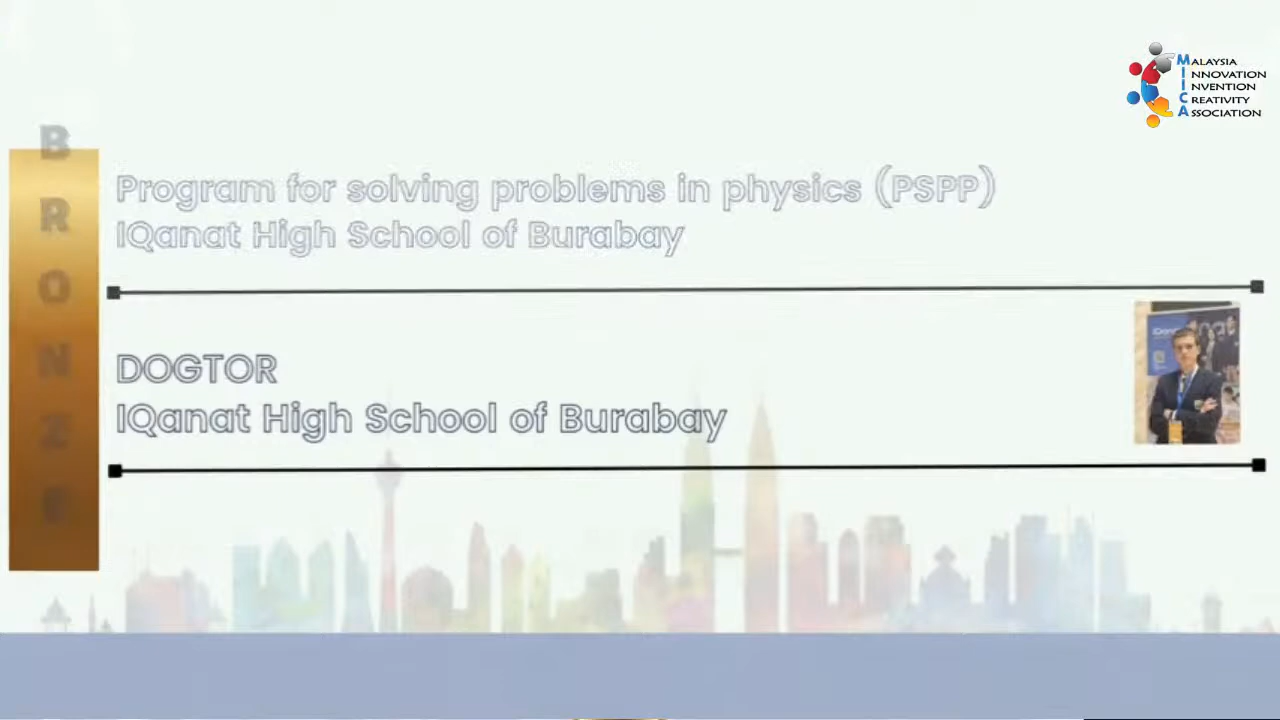 MALAYSIA
INNOVATION
INVENTION
CREATIVITY
ASSOCIATION
BRONZE
Program for solving problems in physics (PSPP)
IQanat High School of Burabay
DOGTOR
IQanat High School of Burabay